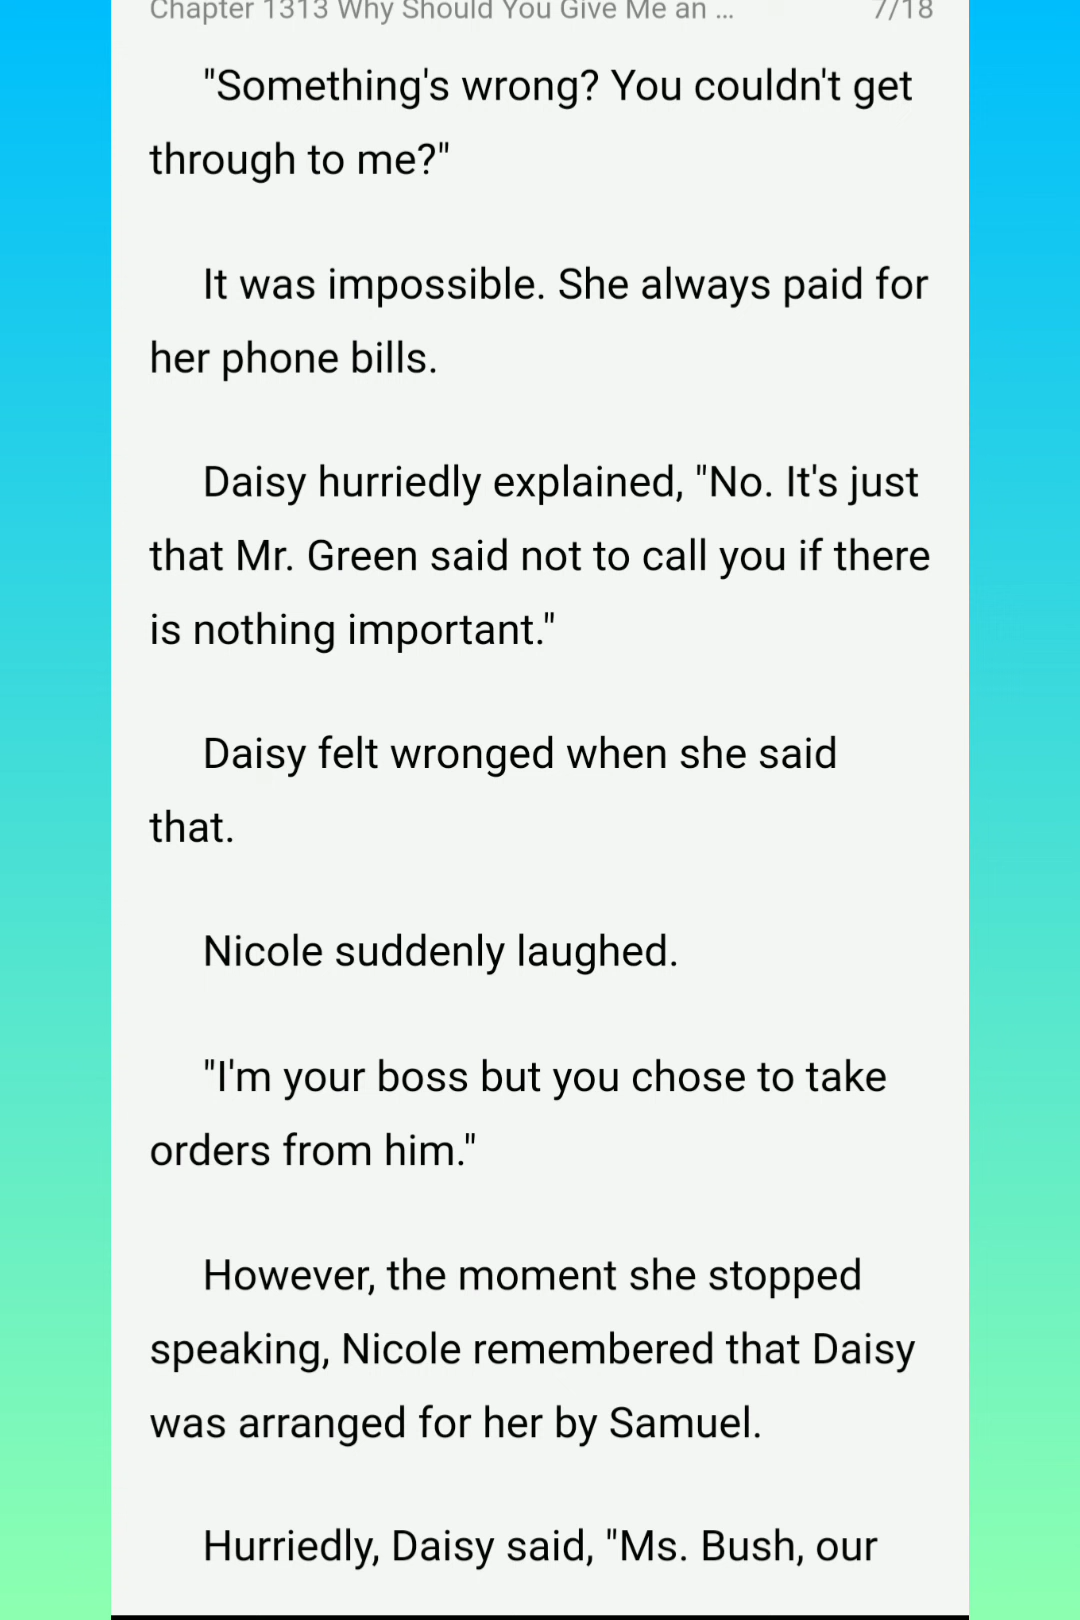 Chapter 1313 Why Should You Give Me an ... 7/18
"Something's wrong? You couldn't get
through to me?"
It was impossible. She always paid for
her phone bills.
Daisy hurriedly explained, "No. It's just
that Mr. Green said not to call you if there
is nothing important."
Daisy felt wronged when she said
that.
Nicole suddenly laughed.
"I'm your boss but you chose to take
orders from him."
However, the moment she stopped
speaking, Nicole remembered that Daisy
was arranged for her by Samuel.
Hurriedly, Daisy said, "Ms. Bush, our